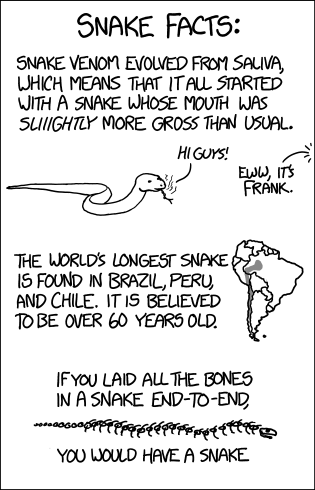 SNAKE FACTS:
SNAKE VENOM EVOLVED FROM SALIVA,
WHICH MEANS THAT IT ALL STARTED
WITH A SNAKE WHOSE MOUTH WAS
SLIIIGHTLY MORE GROSS THAN USUAL.
HI GUYS!
EWW, IT'S
FRANK.
THE WORLD'S LONGEST SNAKE
IS FOUND IN BRAZIL, PERU,
AND CHILE. IT IS BELIEVED
TO BE OVER 60 YEARS OLD.
IF YOU LAID ALL THE BONES
IN A SNAKE END-TO-END,
YOU WOULD HAVE A SNAKE